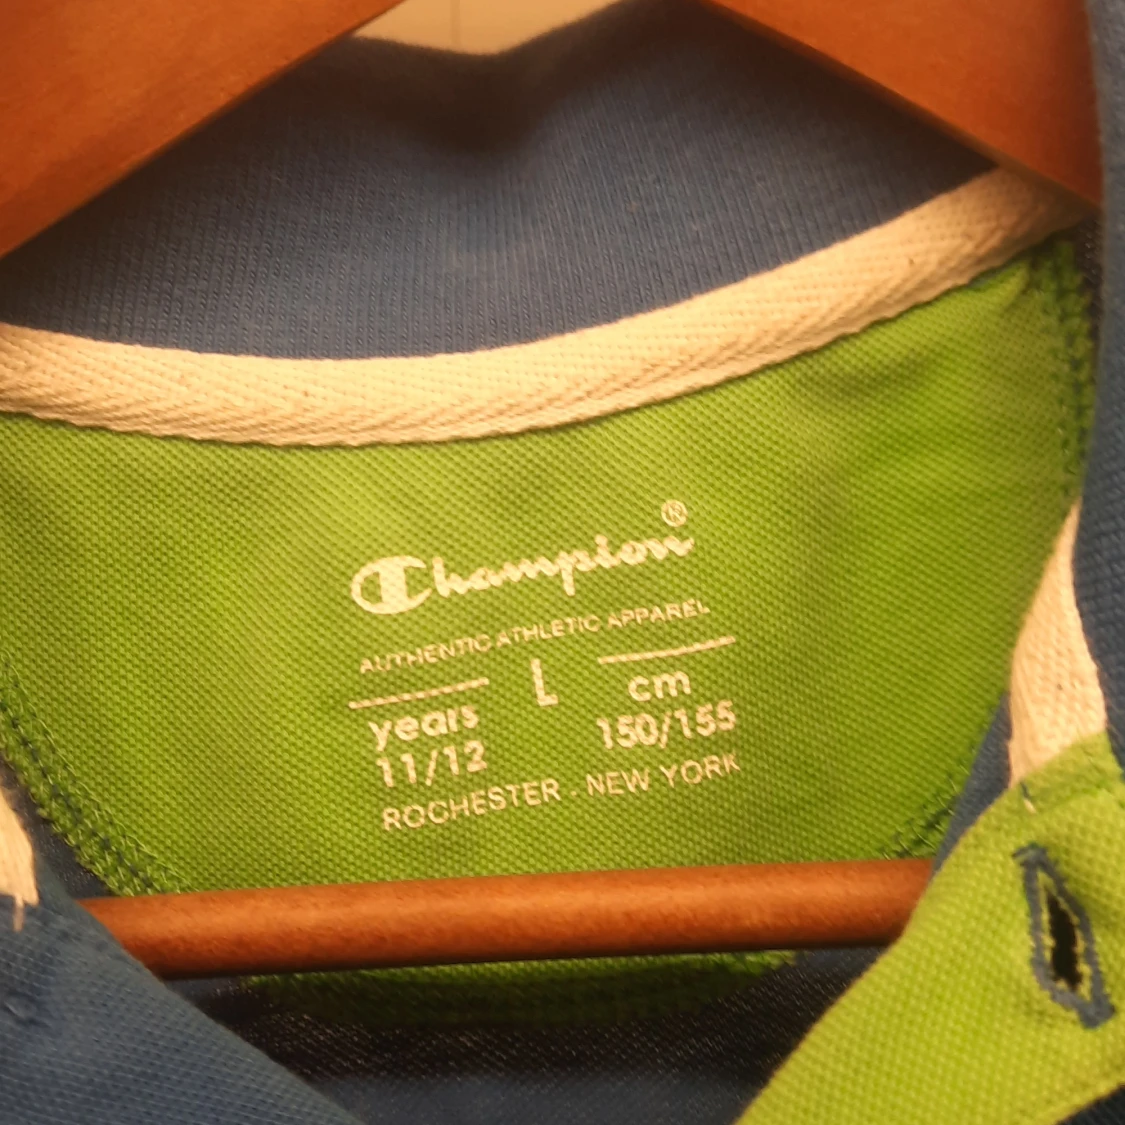 Champion®
AUTHENTIC ATHLETIC APPAREL
L
years
11/12
cm
150/155
ROCHESTER . NEW YORK